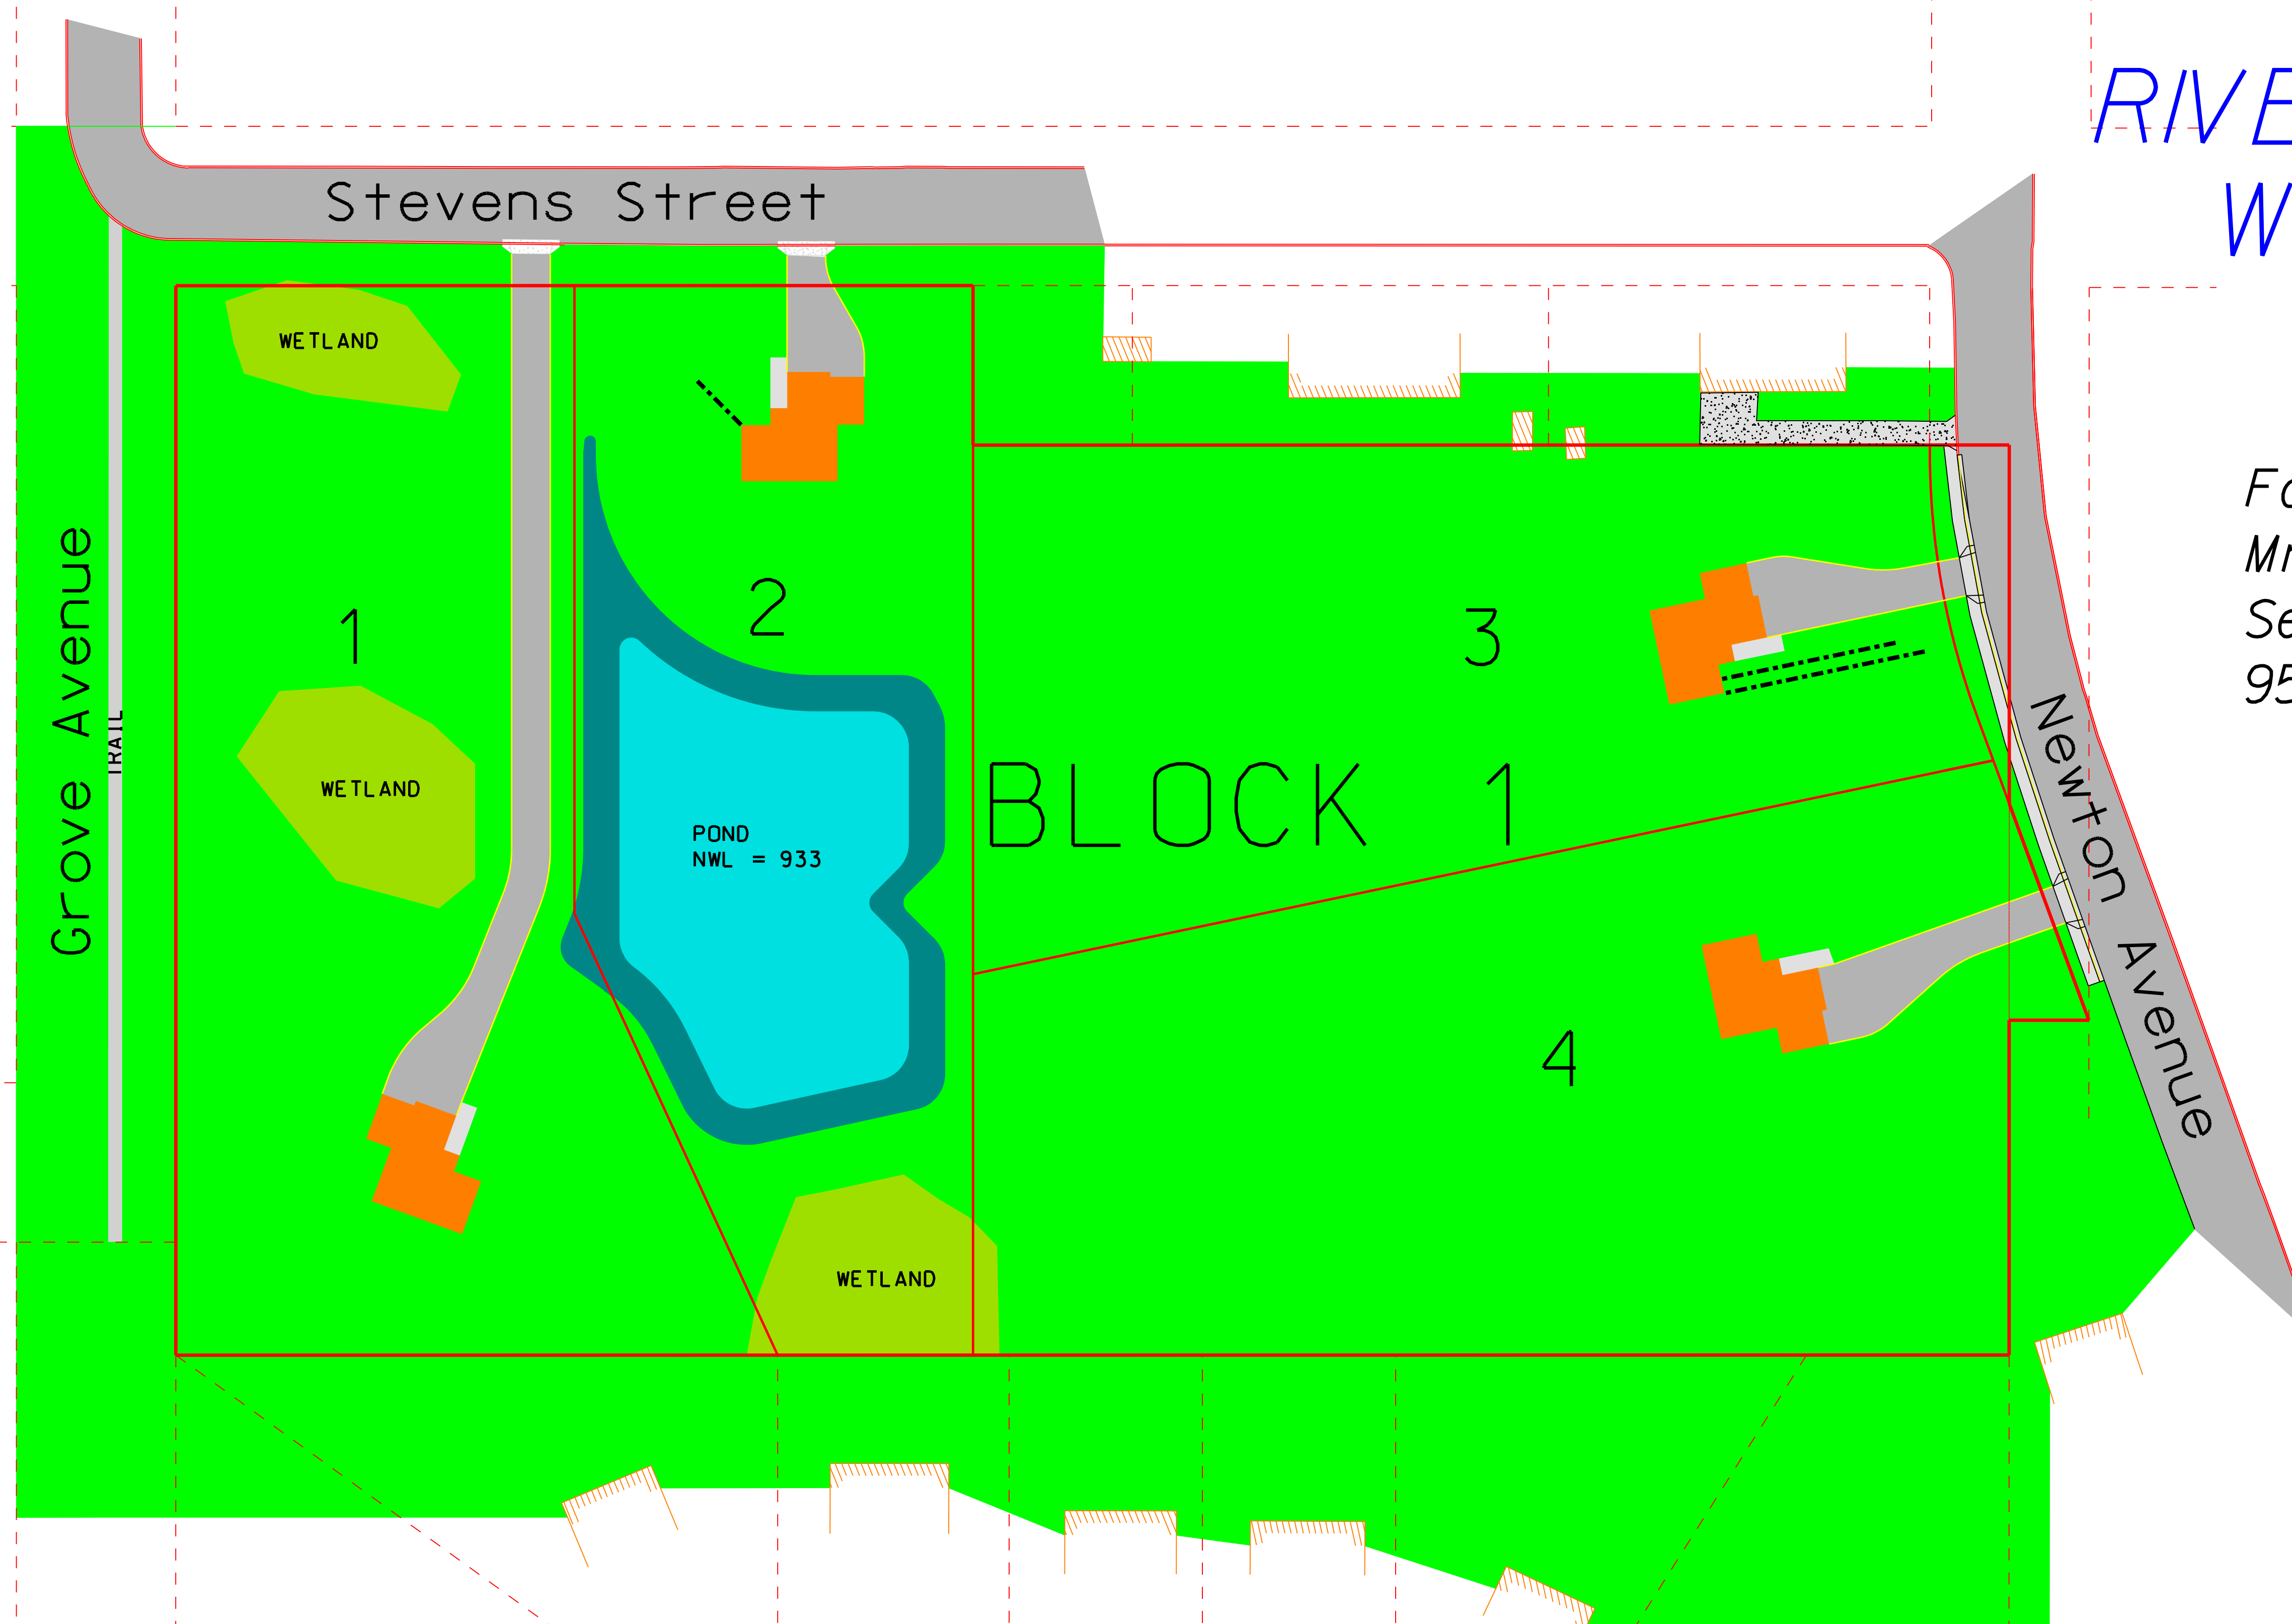 Stevens Street
WETLAND
Grove Avenue
TRAIL
1
WETLAND
2
POND
NWL = 933
BLOCK 1
3
4
WETLAND
Newton Avenue
RIVE
W
Fo
Mr
Se
95